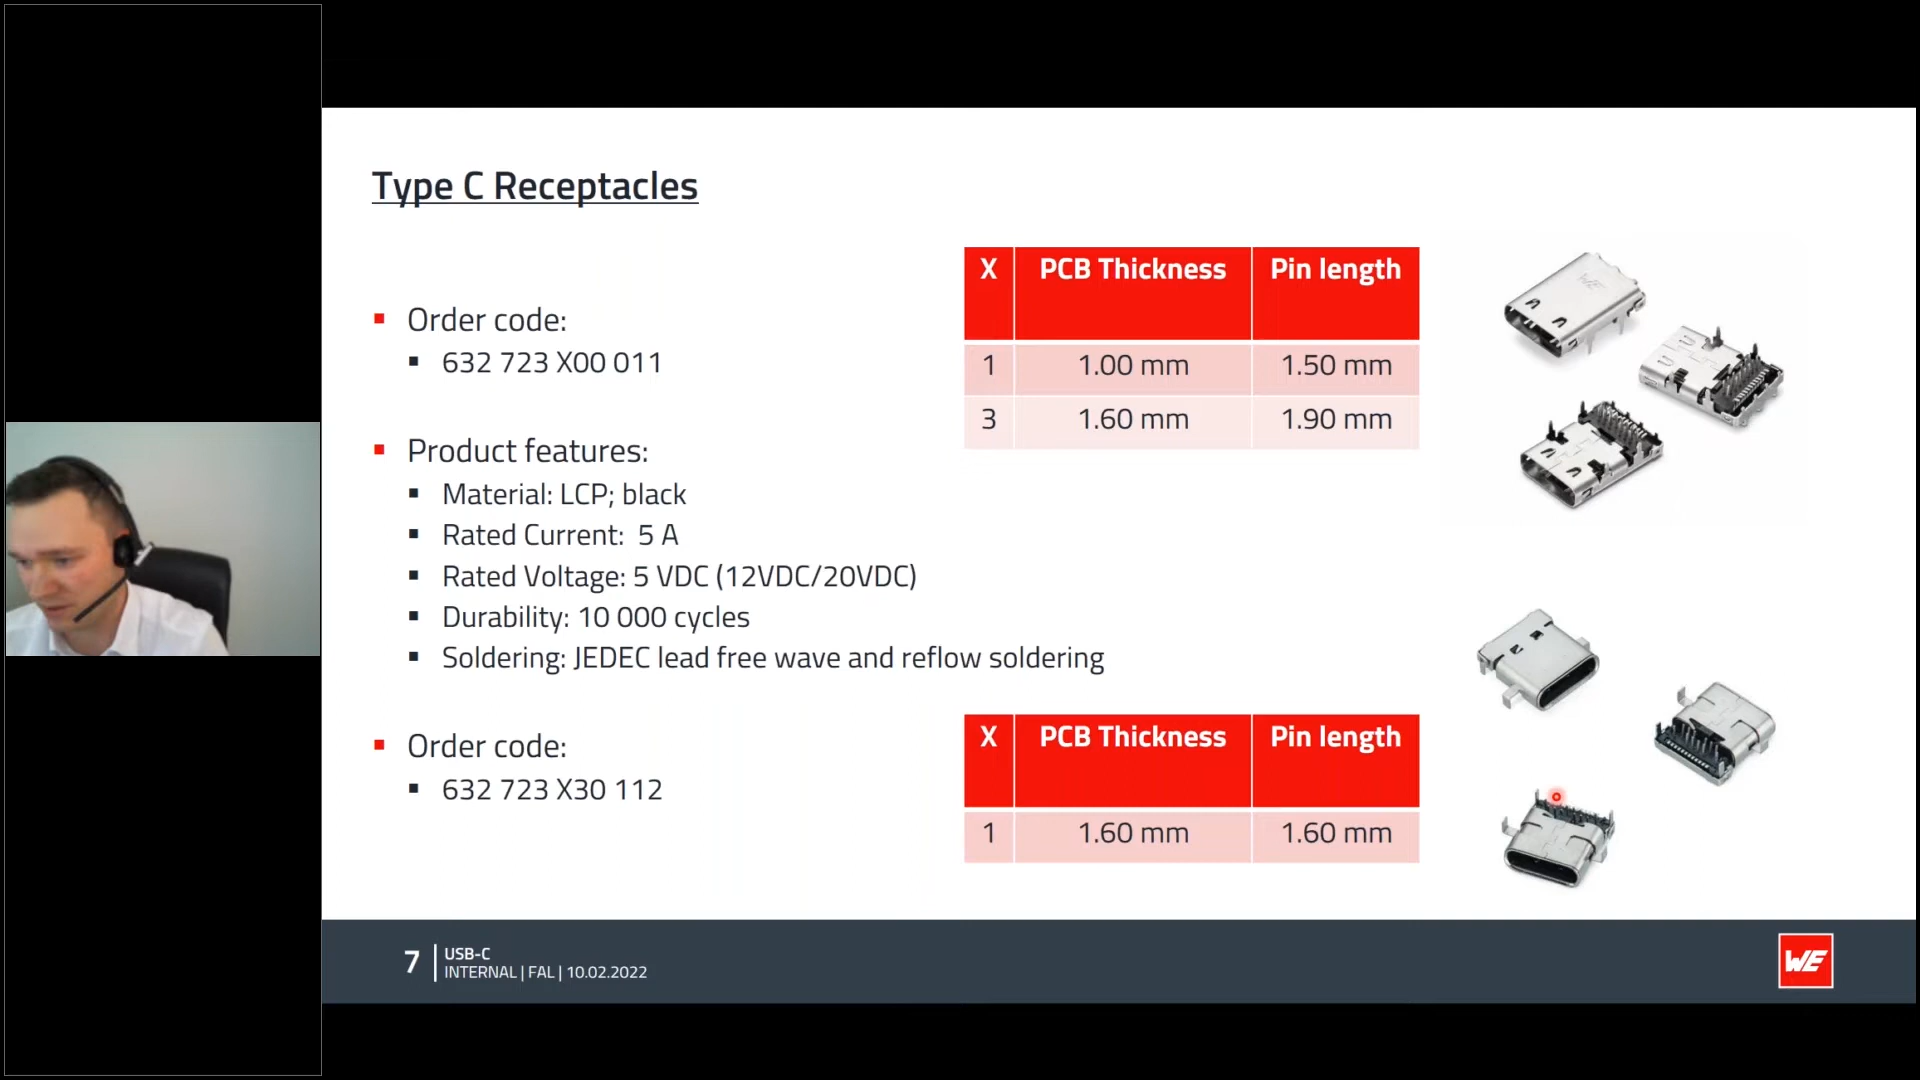 Type C Receptacles
Order code:
632 723 X00 011
X PCB Thickness Pin length
1 1.00 mm 1.50 mm
3 1.60 mm 1.90 mm
Product features:
Material: LCP; black
Rated Current: 5 A
Rated Voltage: 5 VDC (12VDC/20VDC)
Durability: 10 000 cycles
Soldering: JEDEC lead free wave and reflow soldering
Order code:
632 723 X30 112
X PCB Thickness Pin length
1 1.60 mm 1.60 mm
7
USB-C
INTERNAL | FAL | 10.02.2022
WE
WE